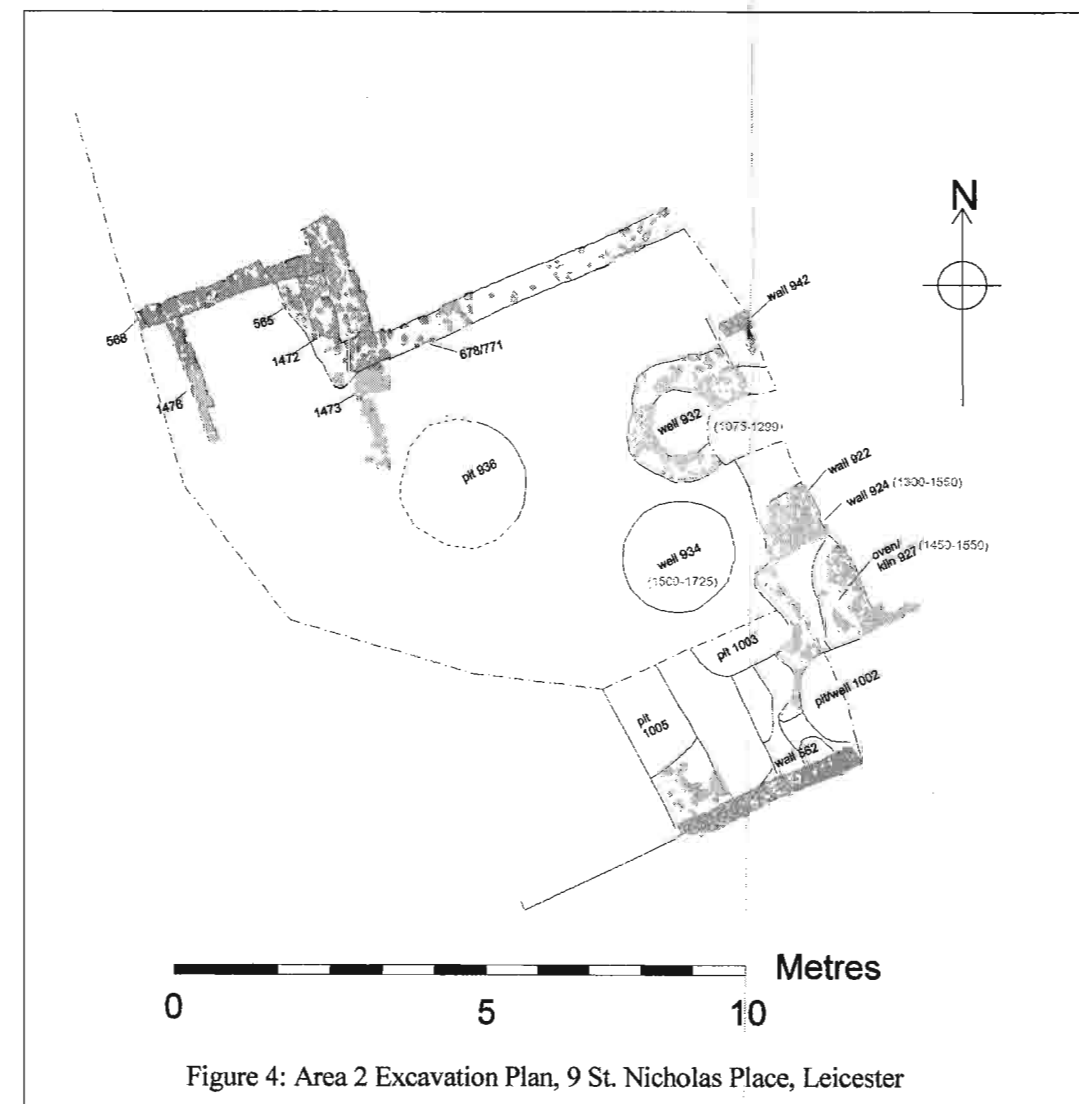 N
wall 942
568
565
1472
678/771
1476
1473
well 932 (1075-1299)
pit 936
wall 922
wall 924 (1300-1550)
oven/
kiln 927 (1450-1550)
well 934
(1500-1725)
pit 1003
pit/well 1002
pit
1005
wall 562
Metres
0 5 10
Figure 4: Area 2 Excavation Plan, 9 St. Nicholas Place, Leicester